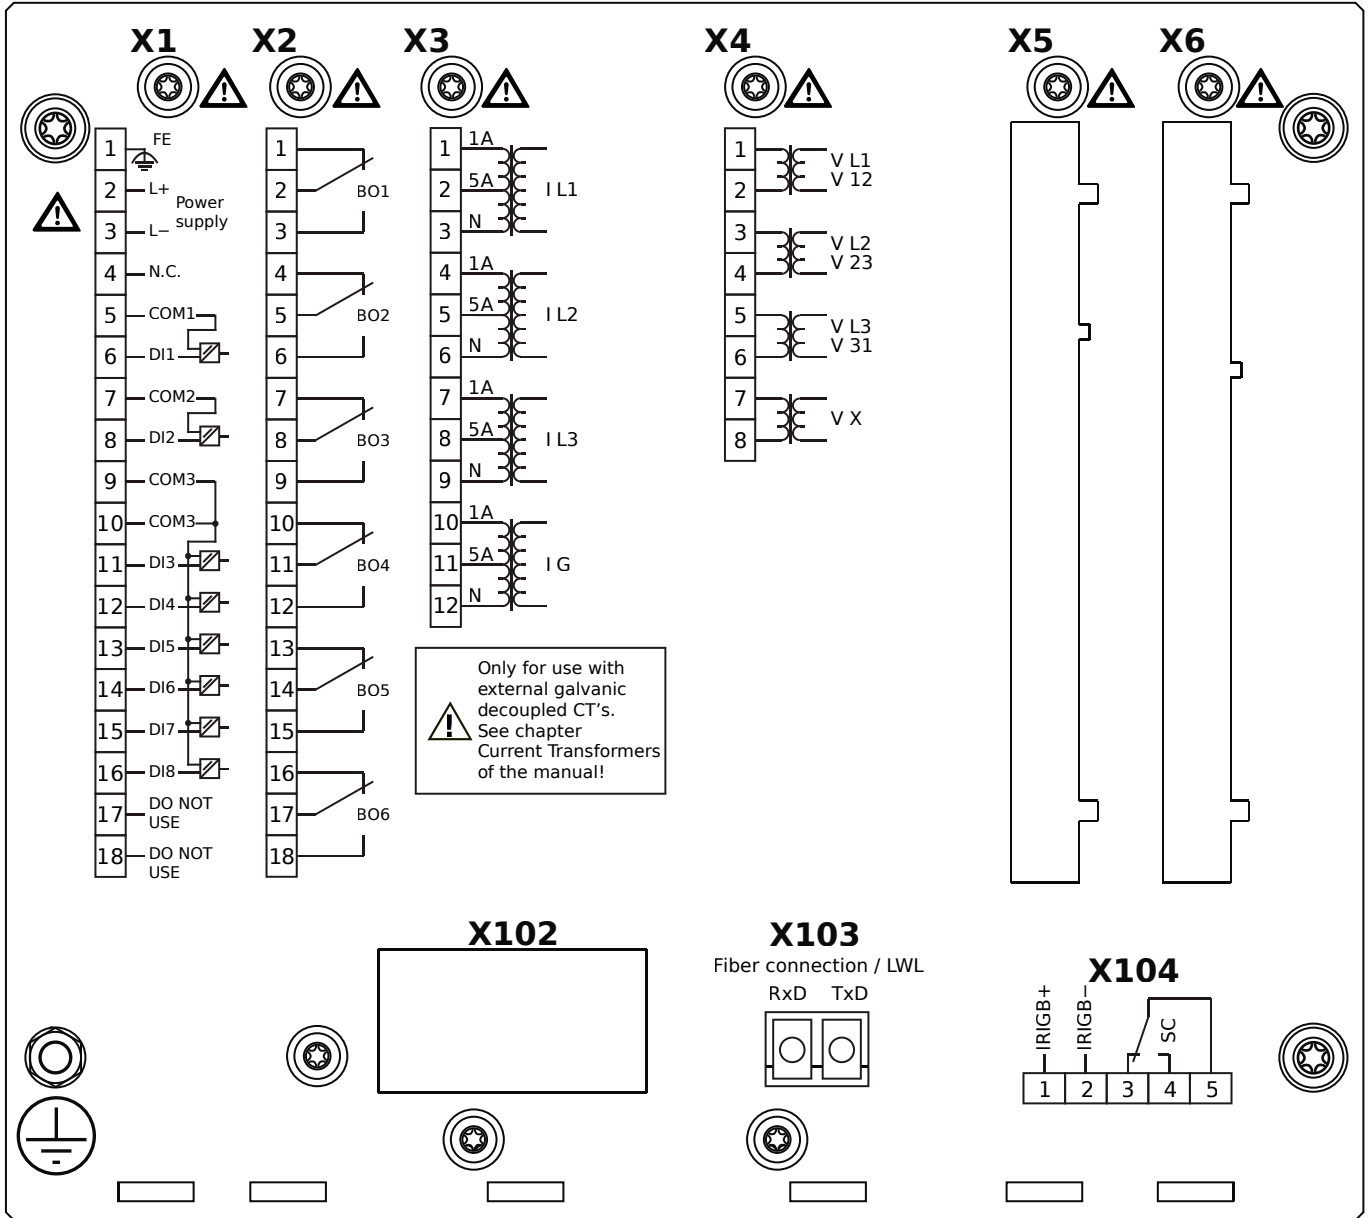 X1
X2
X3
X4
X5
X6
1 FE
2 L+
Power
supply
3 L−
4 N.C.
5 COM1
6 DI1
7 COM2
8 DI2
9 COM3
10 COM3
11 DI3
12 DI4
13 DI5
14 DI6
15 DI7
16 DI8
17 DO NOT
USE
18 DO NOT
USE
1
2 BO1
3
4
5 BO2
6
7
8 BO3
9
10
11 BO4
12
13
14 BO5
15
16
17 BO6
18
1 1A
2 5A I L1
3 N
4 1A
5 5A I L2
6 N
7 1A
8 5A I L3
9 N
10 1A
11 5A I G
12 N
Only for use with
external galvanic
decoupled CT's.
See chapter
Current Transformers
of the manual!
1 V L1
2 V 12
3 V L2
4 V 23
5 V L3
6 V 31
7 V X
8
X102
X103
Fiber connection / LWL
RxD TxD
X104
IRIGB+
IRIGB−
SC
1 2 3 4 5